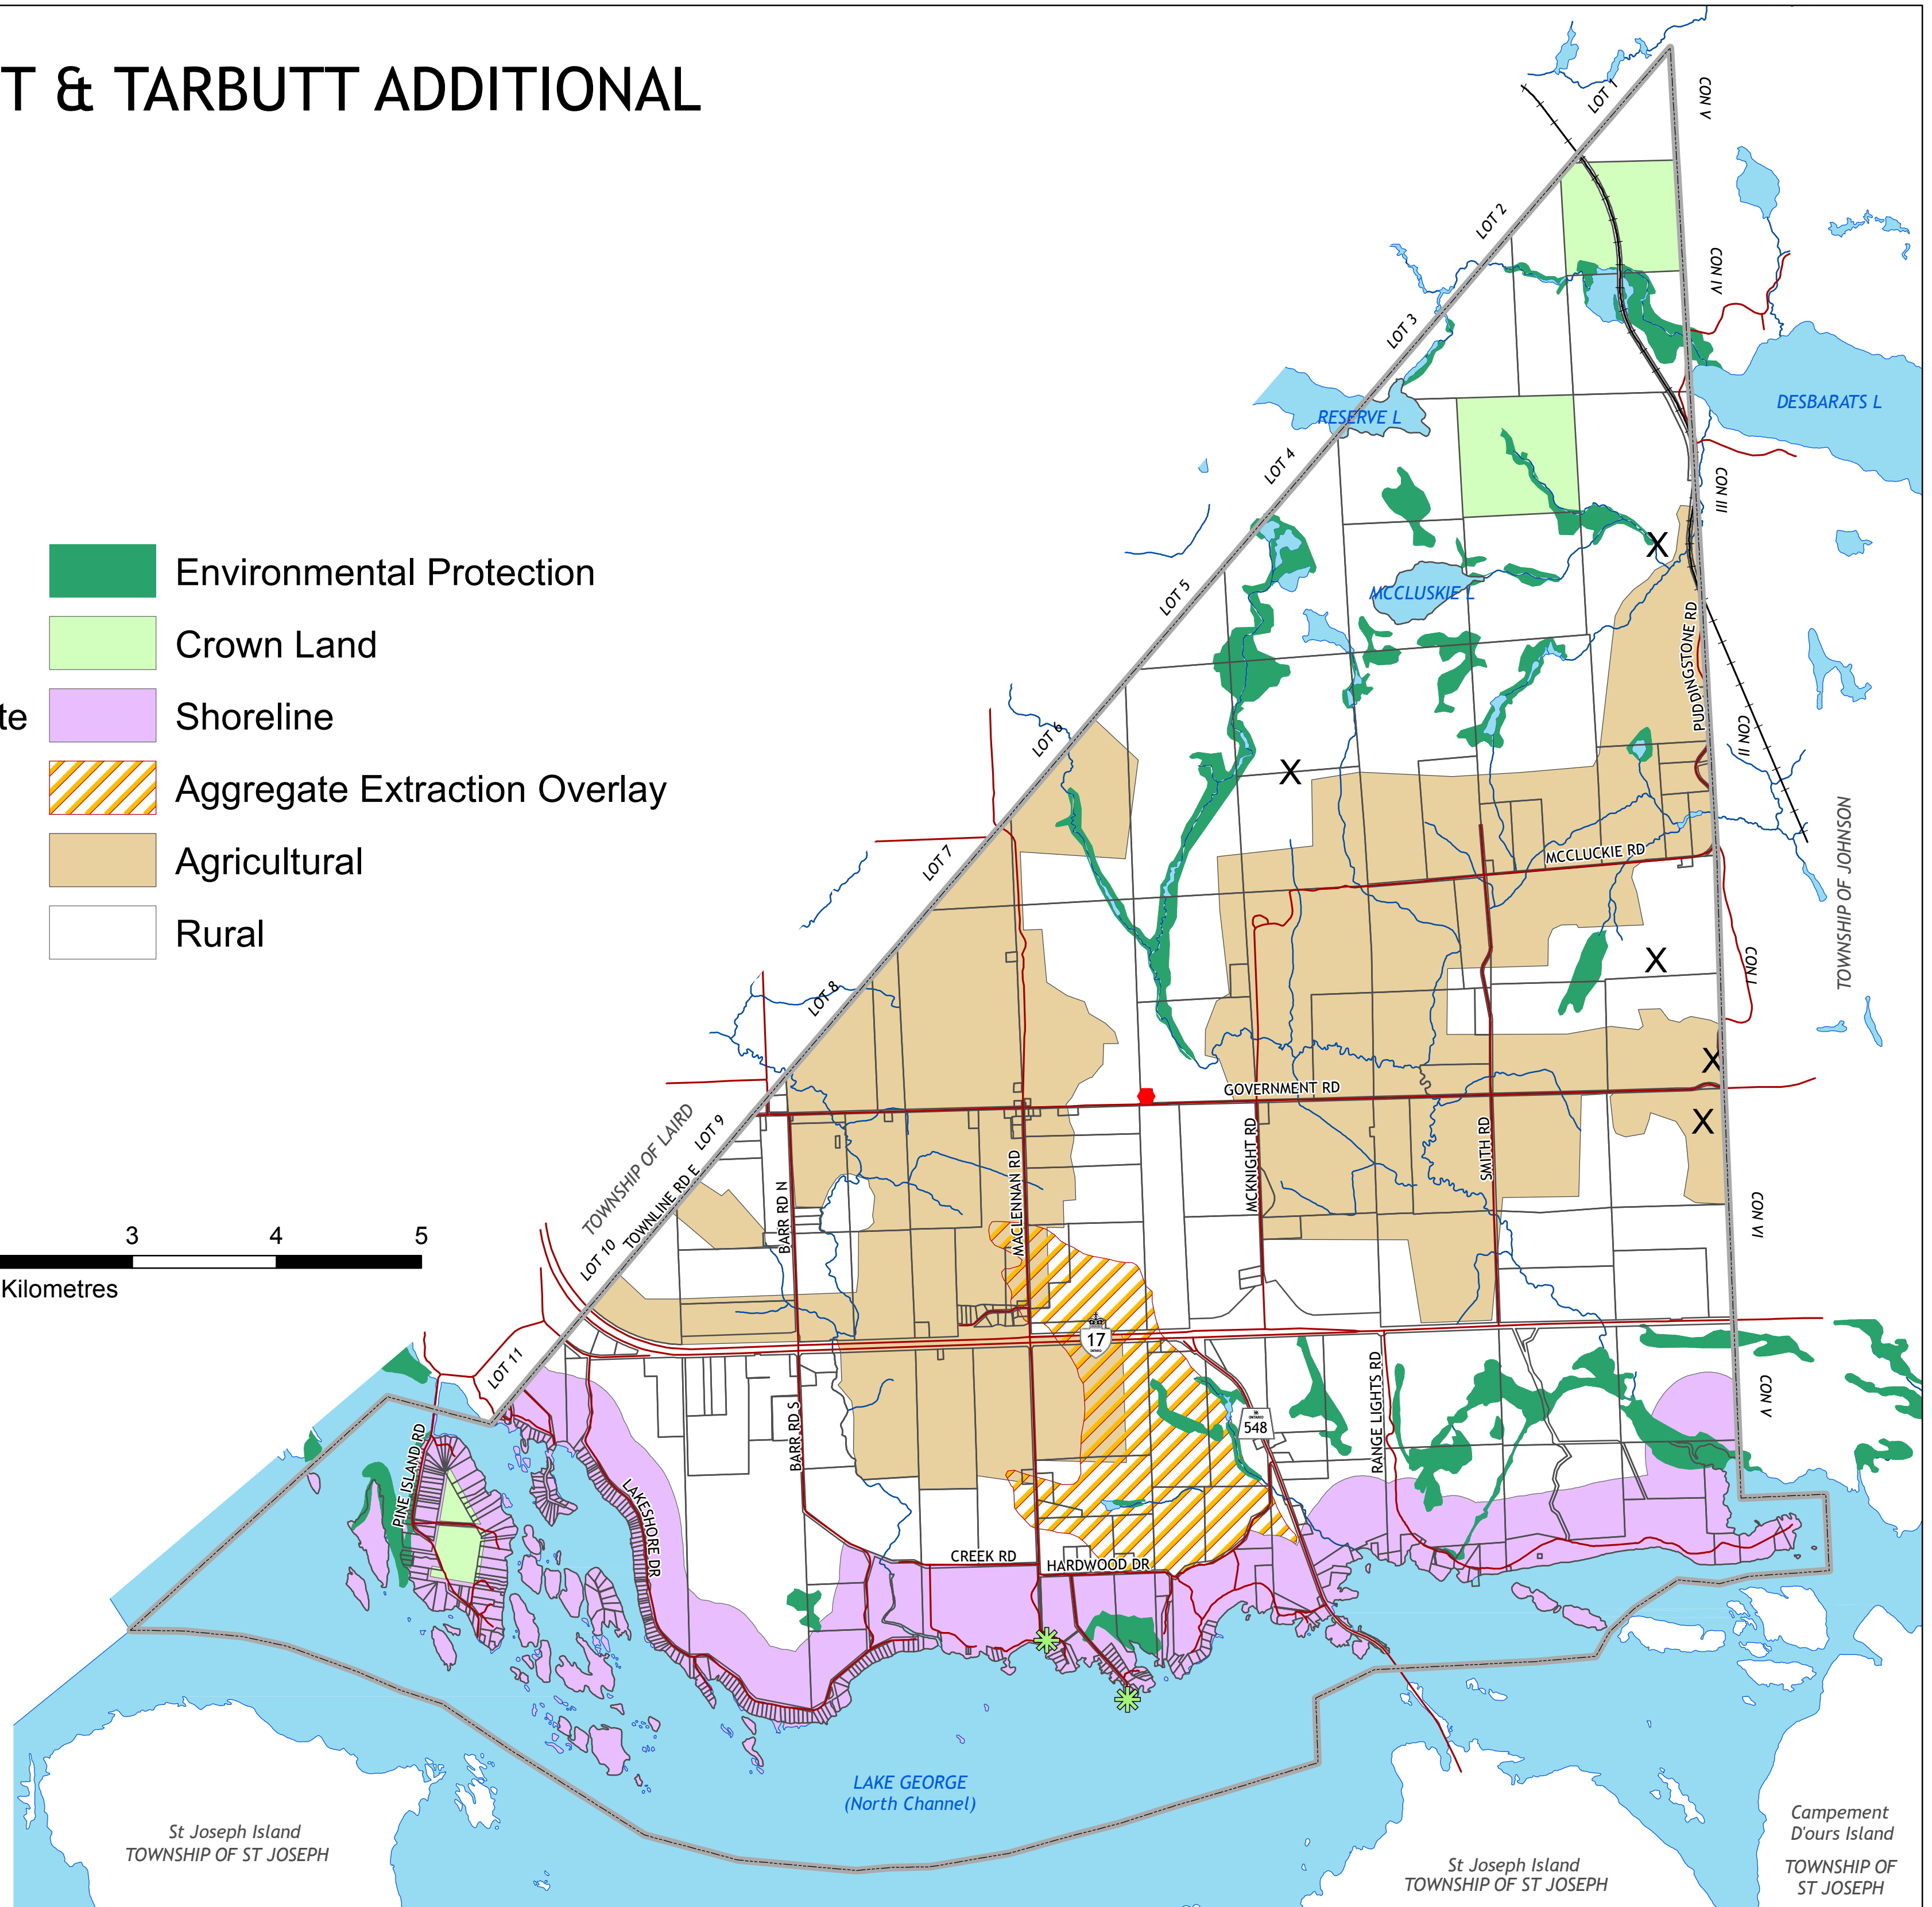 T & TARBUTT ADDITIONAL
Environmental Protection
Crown Land
te
Shoreline
Aggregate Extraction Overlay
Agricultural
Rural
3
4
5
Kilometres
LOT 1
LOT 2
LOT 3
LOT 4
LOT 5
LOT 6
LOT 7
LOT 8
LOT 9
LOT 10
LOT 11
CON V
CON IV
CON III
CON II
CON I
CON VI
CON V
RESERVE L
DESBARATS L
MCCLUSKIE L
X
X
X
X
X
PUDDINGSTONE RD
MCCLUCKIE RD
TOWNSHIP OF JOHNSON
GOVERNMENT RD
TOWNSHIP OF LAIRD
TOWNLINE RD E
BARR RD N
MACLENNAN RD
MCKNIGHT RD
SMITH RD
17
ONTARIO
548
RANGE LIGHTS RD
BARR RD S
PINE ISLAND RD
LAKESHORE DR
CREEK RD
HARDWOOD DR
LAKE GEORGE
(North Channel)
St Joseph Island
TOWNSHIP OF ST JOSEPH
St Joseph Island
TOWNSHIP OF ST JOSEPH
Campement
D'ours Island
TOWNSHIP OF
ST JOSEPH